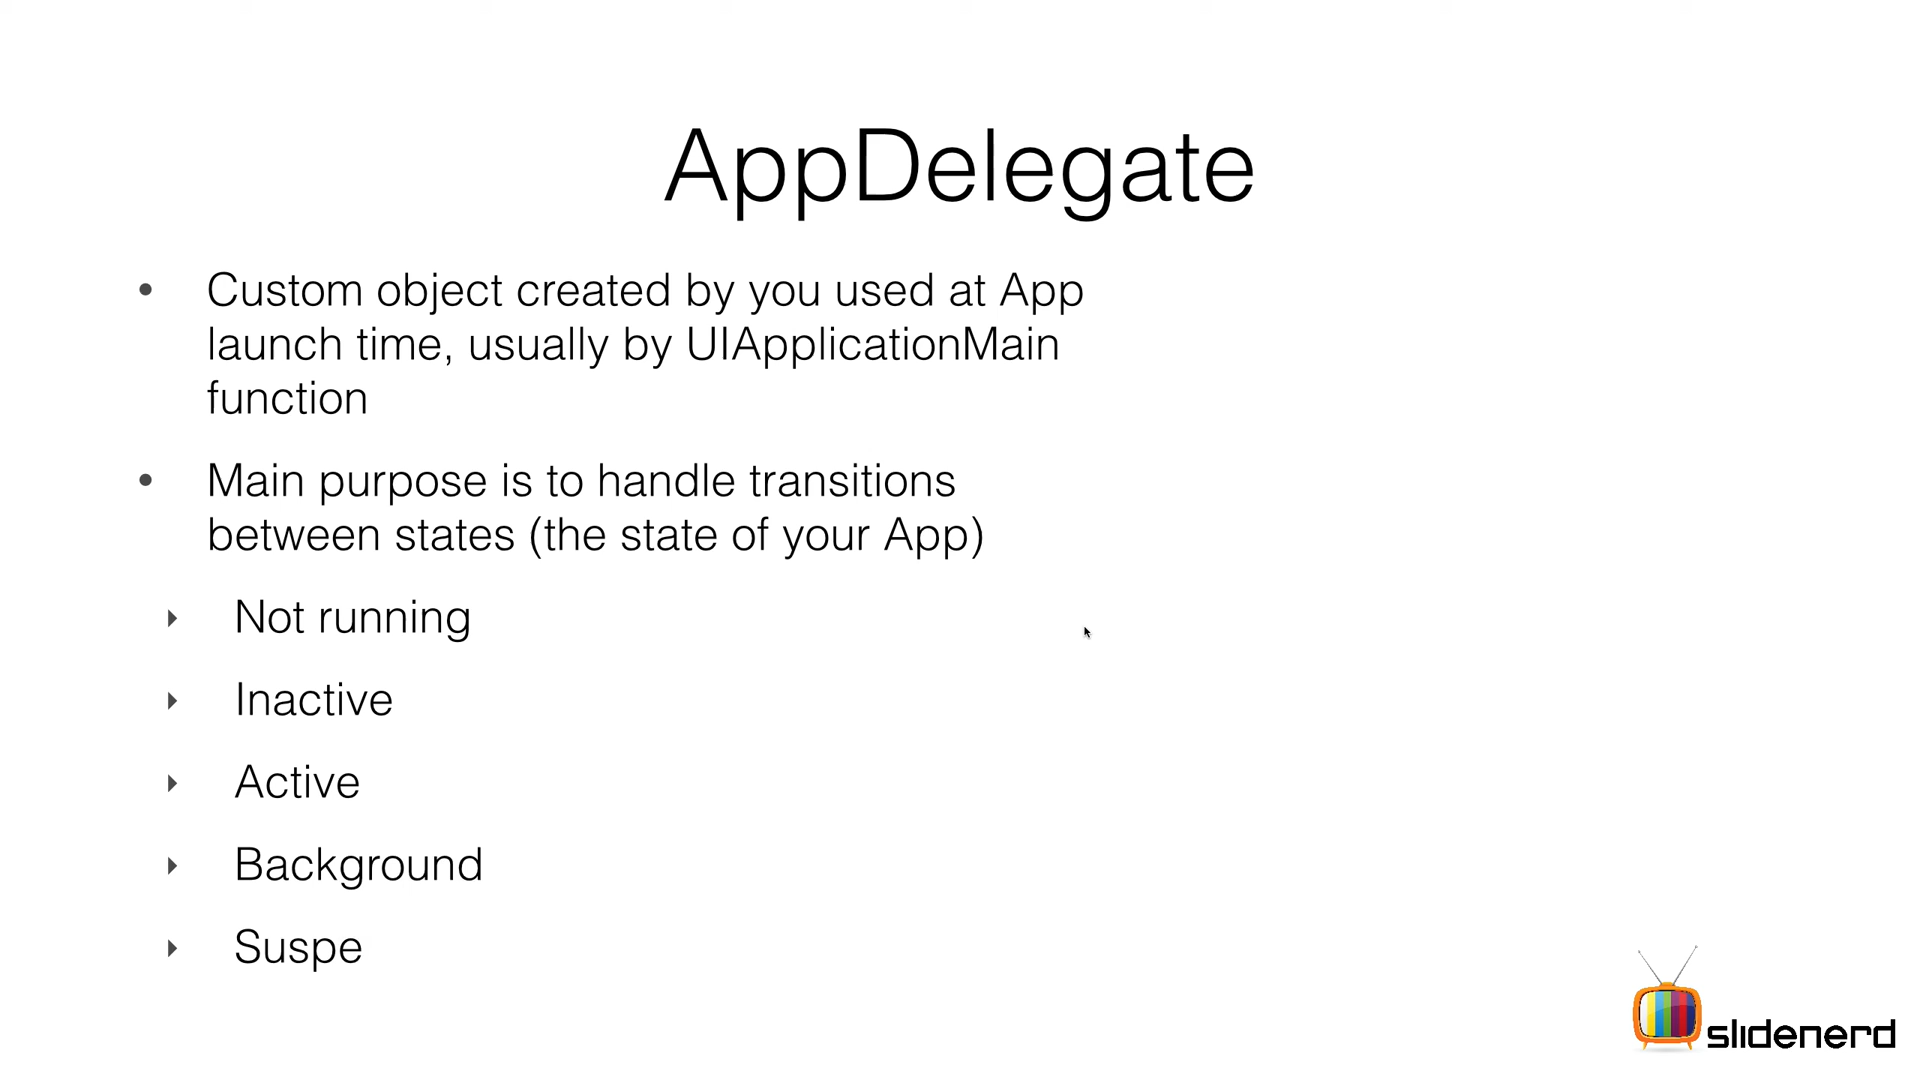 AppDelegate
• Custom object created by you used at App
launch time, usually by UIApplicationMain
function
• Main purpose is to handle transitions
between states (the state of your App)
‣ Not running
‣ Inactive
‣ Active
‣ Background
‣ Suspe
slidenerd